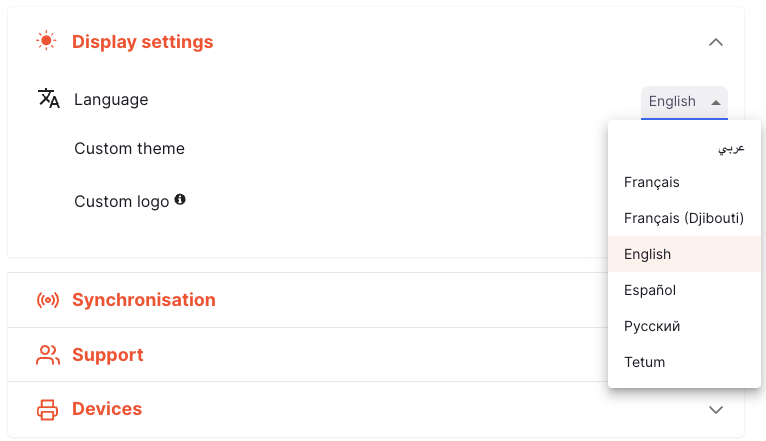 Display settings
Language
English
Custom theme
Custom logo
عربي
Français
Français (Djibouti)
English
Español
Русский
Tetum
Synchronisation
Support
Devices